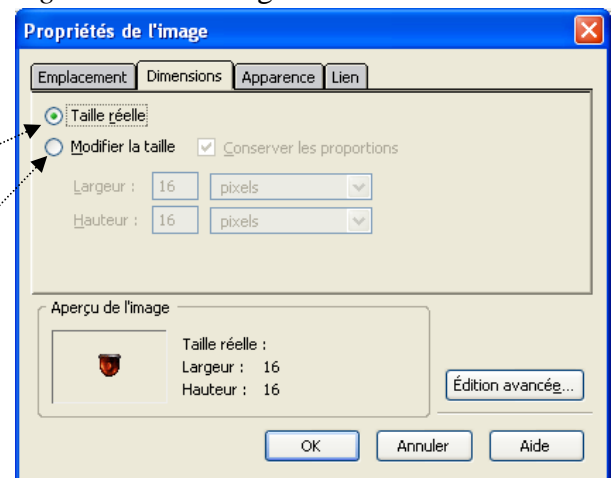 Propriétés de l'image
Emplacement Dimensions Apparence Lien
Taille réelle
Modifier la taille Conserver les proportions
Largeur : 16 pixels
Hauteur : 16 pixels
Aperçu de l'image
Taille réelle :
Largeur : 16
Hauteur : 16
Édition avancée...
OK Annuler Aide